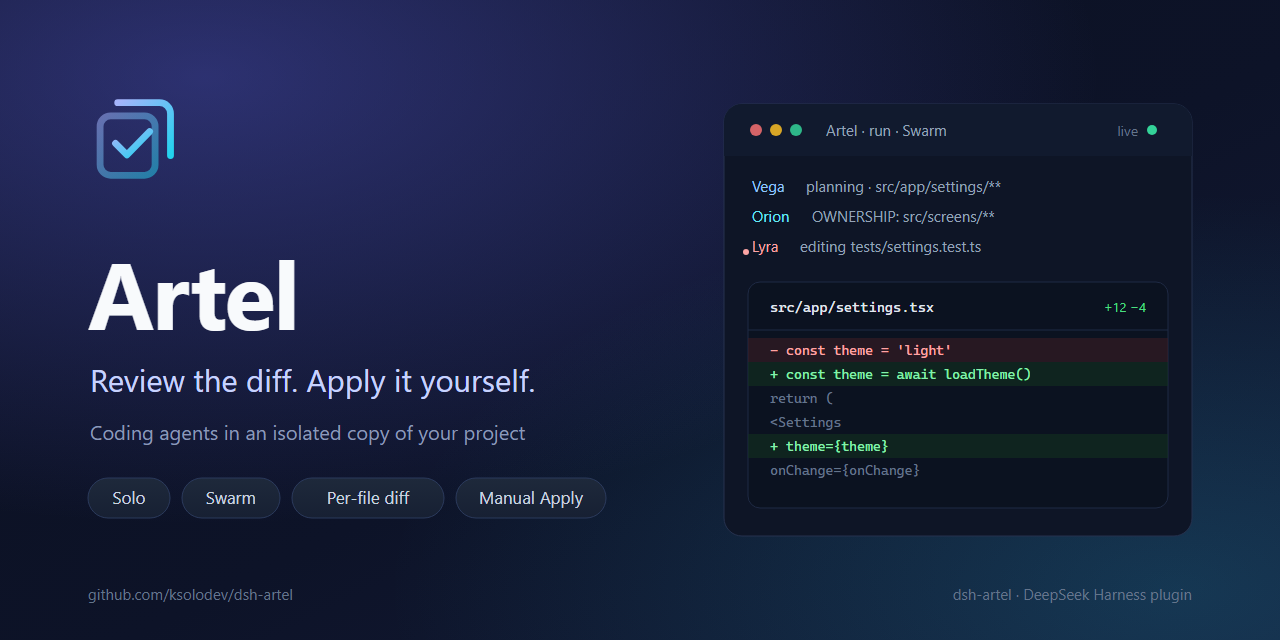 Artel
Review the diff. Apply it yourself.
Coding agents in an isolated copy of your project
Solo
Swarm
Per-file diff
Manual Apply
github.com/ksolodev/dsh-artel
Artel · run · Swarm
live
Vega planning · src/app/settings/**
Orion OWNERSHIP: src/screens/**
Lyra editing tests/settings.test.ts
src/app/settings.tsx +12 −4
− const theme = 'light'
+ const theme = await loadTheme()
return (
<Settings
+ theme={theme}
onChange={onChange}
dsh-artel · DeepSeek Harness plugin